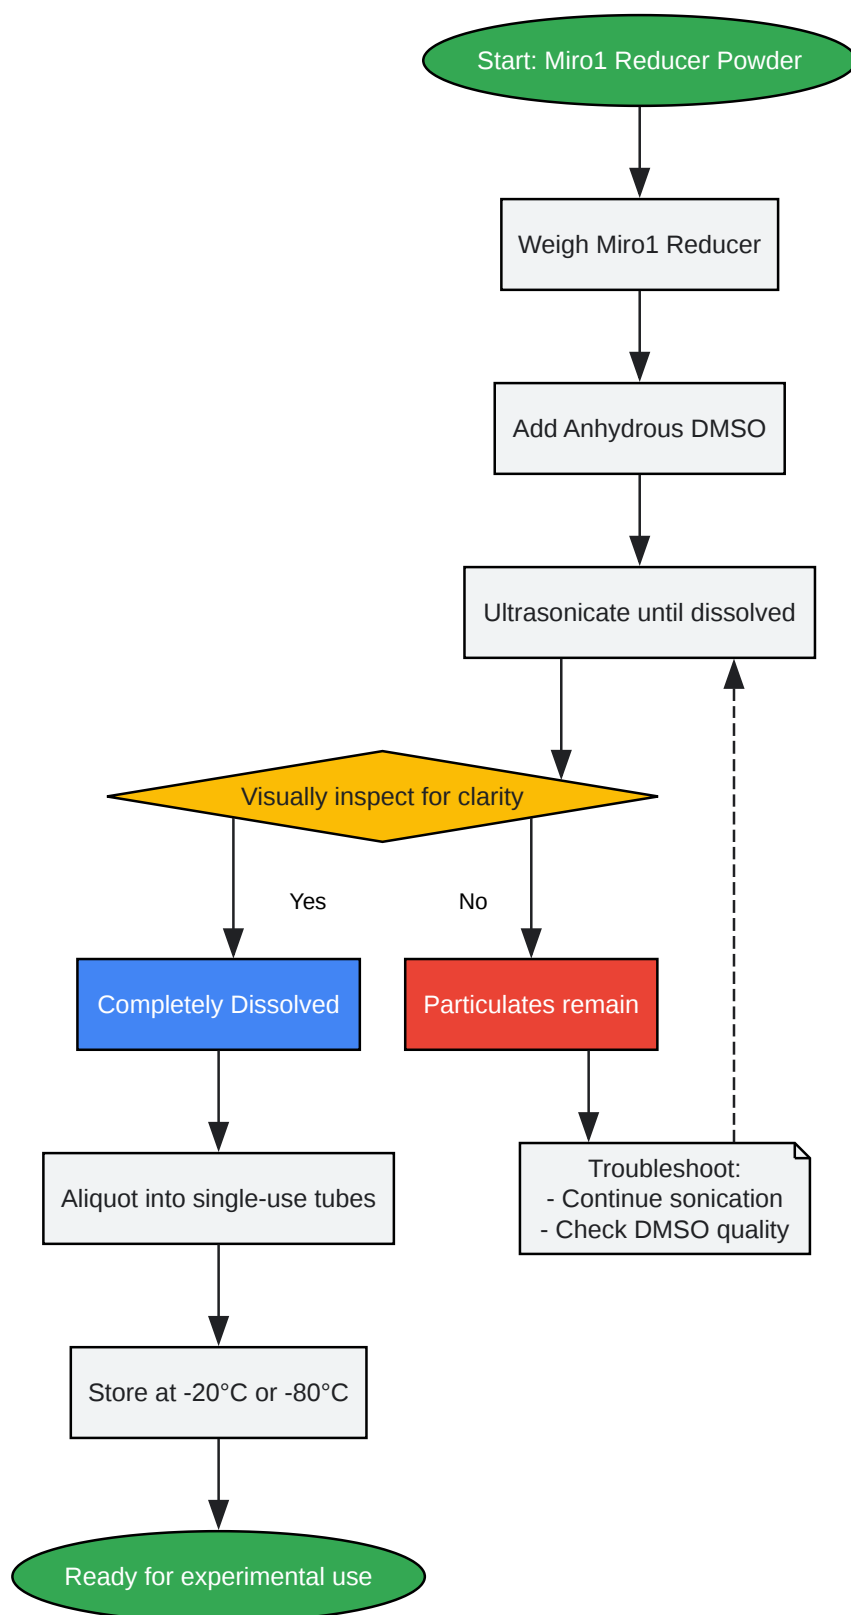 Start: Miro1 Reducer Powder
Weigh Miro1 Reducer
Add Anhydrous DMSO
Ultrasonicate until dissolved
Visually inspect for clarity
Yes
No
Completely Dissolved
Particulates remain
Troubleshoot:
- Continue sonication
- Check DMSO quality
Aliquot into single-use tubes
Store at -20°C or -80°C
Ready for experimental use